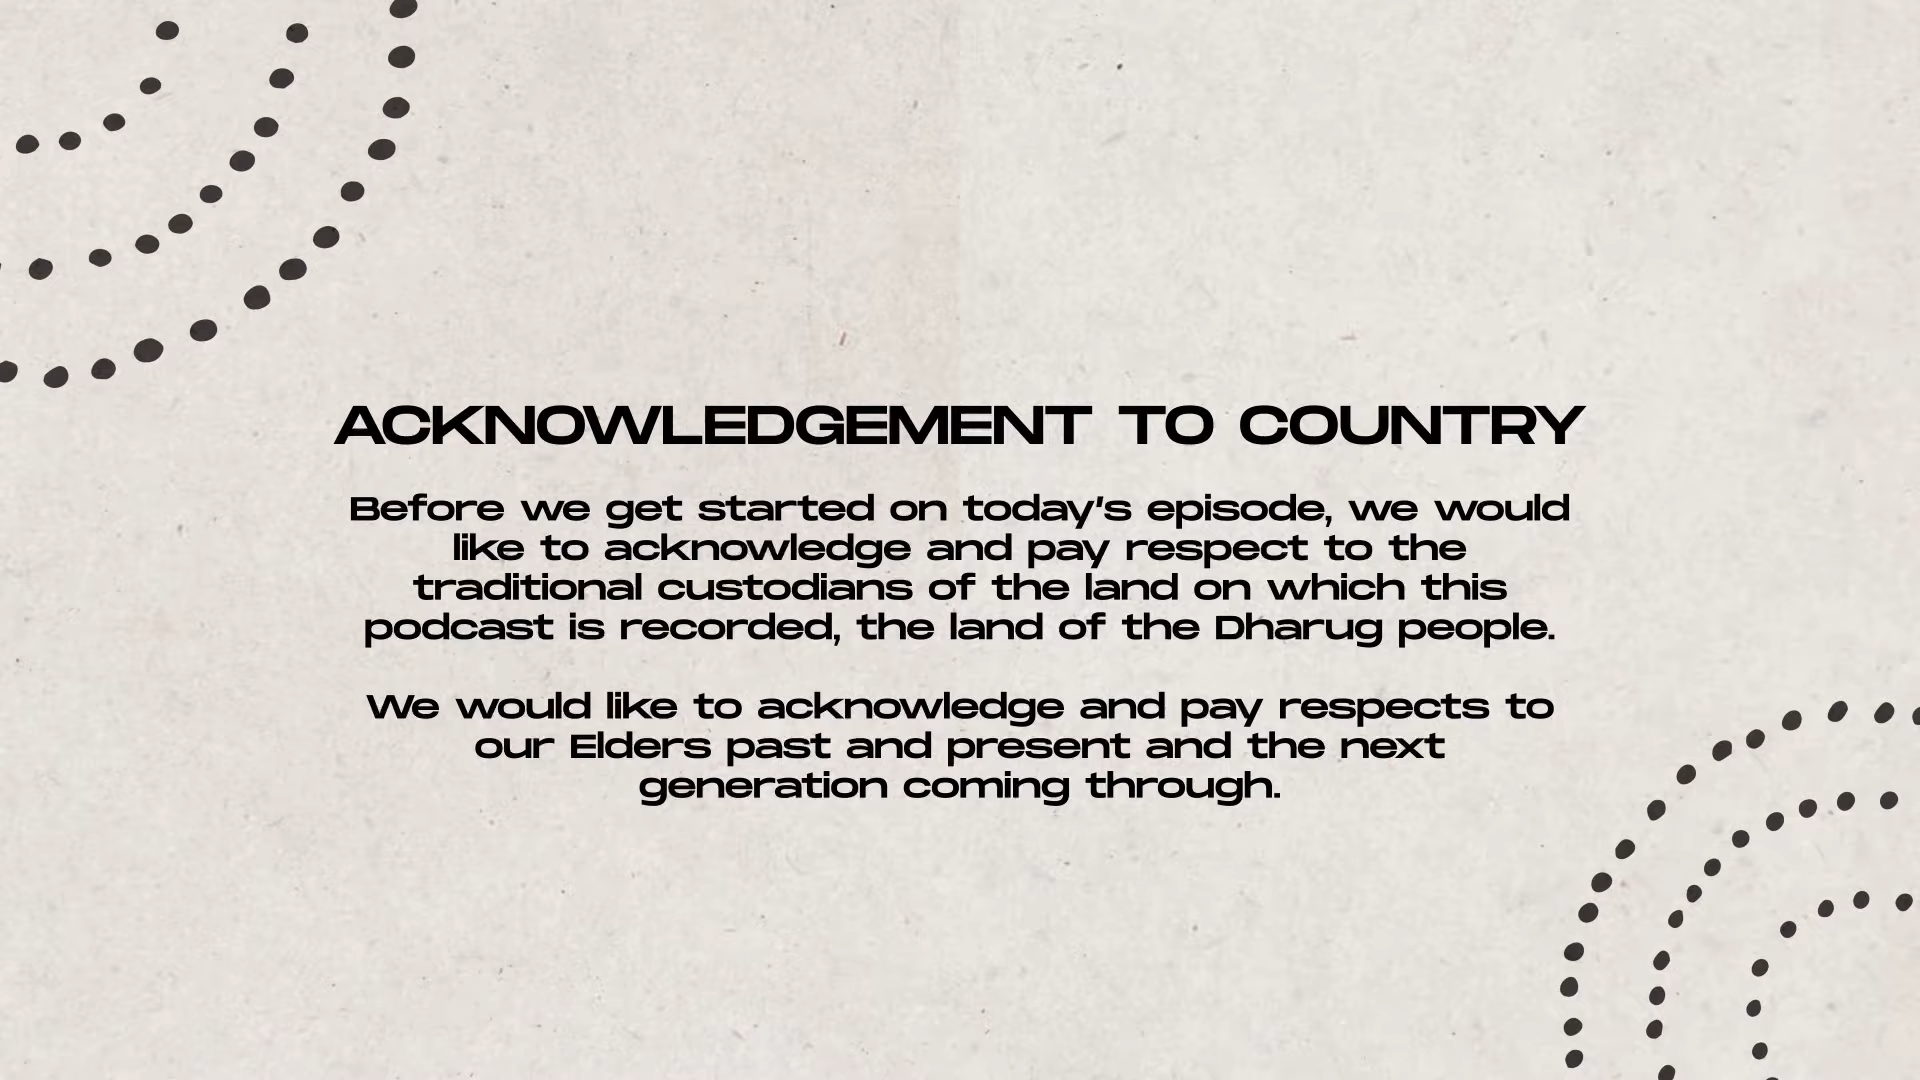 ACKNOWLEDGEMENT TO COUNTRY
Before we get started on today's episode, we would
like to acknowledge and pay respect to the
traditional custodians of the land on which this
podcast is recorded, the land of the Dharug people.
We would like to acknowledge and pay respects to
our Elders past and present and the next
generation coming through.